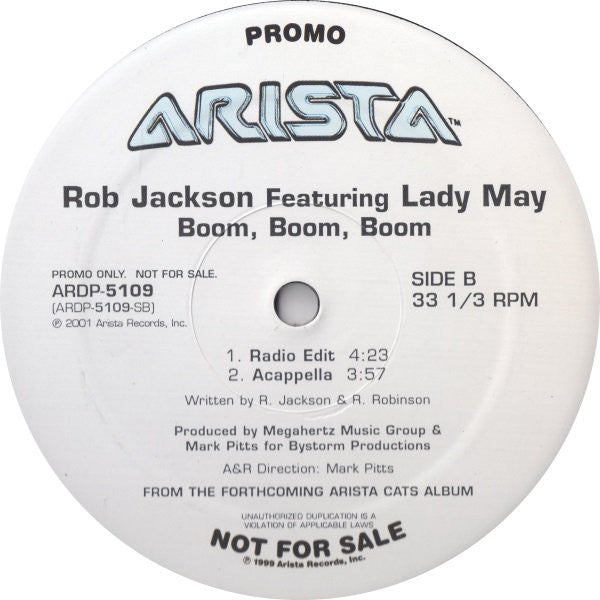 PROMO
ARISTA™
Rob Jackson Featuring Lady May
Boom, Boom, Boom
PROMO ONLY. NOT FOR SALE.
ARDP-5109
(ARDP-5109-SB)
℗ 2001 Arista Records, Inc.
SIDE B
33 1/3 RPM
1. Radio Edit 4:23
2. Acappella 3:57
Written by R. Jackson & R. Robinson
Produced by Megahertz Music Group &
Mark Pitts for Bystorm Productions
A&R Direction: Mark Pitts
FROM THE FORTHCOMING ARISTA CATS ALBUM
UNAUTHORIZED DUPLICATION IS A
VIOLATION OF APPLICABLE LAWS
NOT FOR SALE
℗ 1999 Arista Records, Inc.